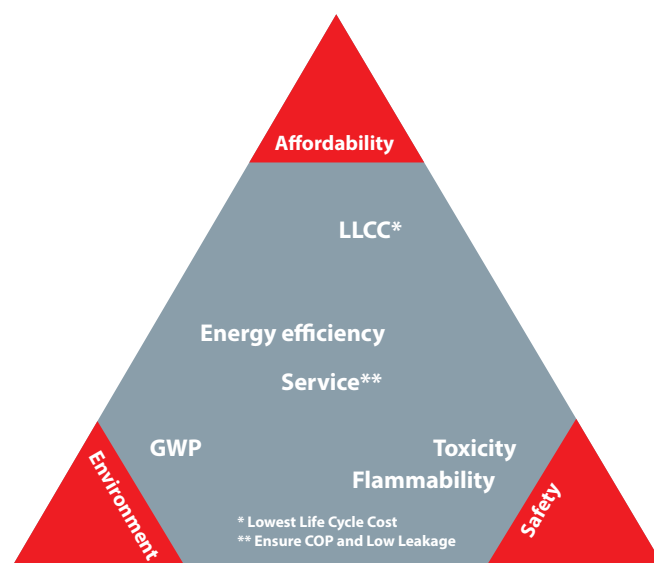 Affordability
LLCC*
Energy efficiency
Service**
GWP
Toxicity
Flammability
Environment
Safety
* Lowest Life Cycle Cost
** Ensure COP and Low Leakage